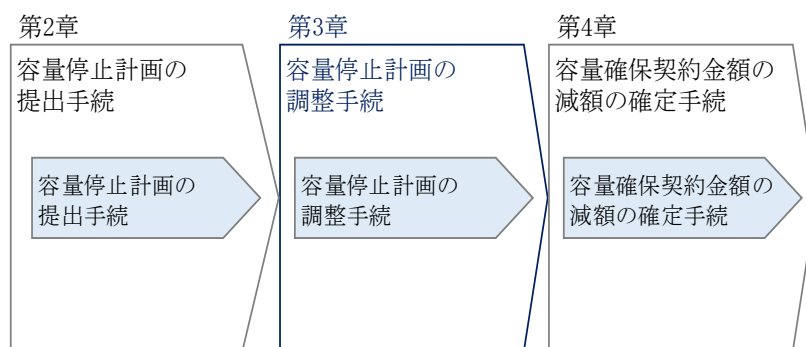 第2章
容量停止計画の
提出手続
容量停止計画の
提出手続
第3章
容量停止計画の
調整手続
容量停止計画の
調整手続
第4章
容量確保契約金額の
減額の確定手続
容量確保契約金額の
減額の確定手続